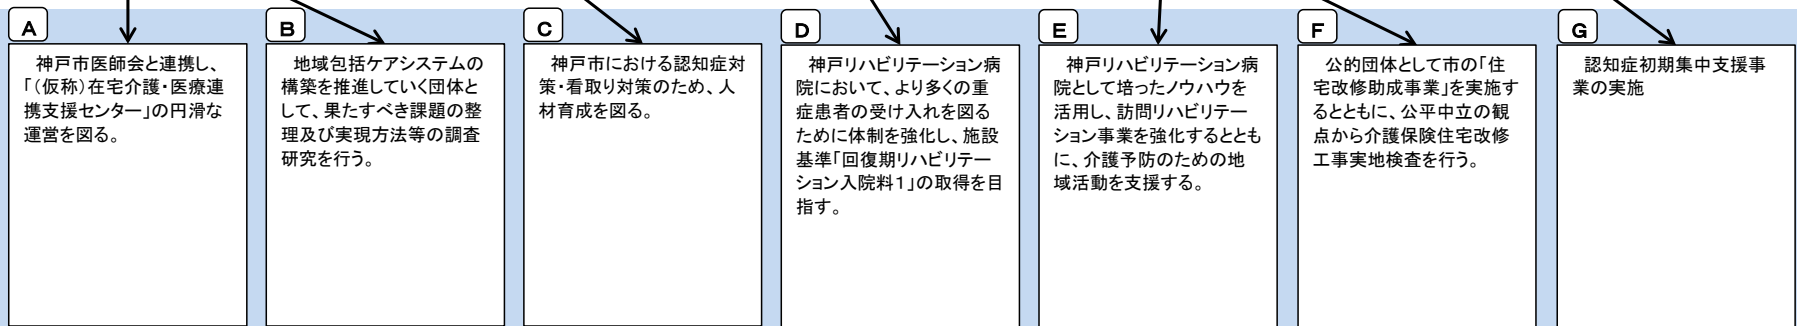 A
神戸市医師会と連携し、
「（仮称）在宅介護・医療連
携支援センター」の円滑な
運営を図る。
B
地域包括ケアシステムの
構築を推進していく団体と
して、果たすべき課題の整
理及び実現方法等の調査
研究を行う。
C
神戸市における認知症対
策・看取り対策のため、人
材育成を図る。
D
神戸リハビリテーション病
院において、より多くの重
症患者の受け入れを図る
ために体制を強化し、施設
基準「回復期リハビリテー
ション入院料１」の取得を目
指す。
E
神戸リハビリテーション病
院として培ったノウハウを
活用し、訪問リハビリテー
ション事業を強化するととも
に、介護予防のための地
域活動を支援する。
F
公的団体として市の「住
宅改修助成事業」を実施す
るとともに、公平中立の観
点から介護保険住宅改修
工事実地検査を行う。
G
認知症初期集中支援事
業の実施